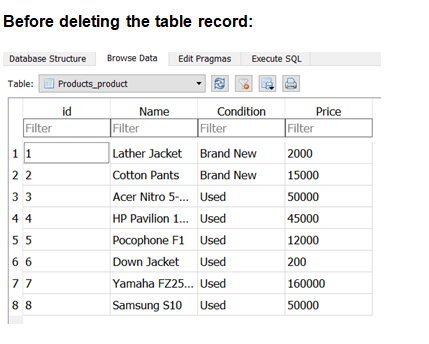 Before deleting the table record:
Database Structure Browse Data Edit Pragmas Execute SQL
Table: Products_product
id Name Condition Price
Filter Filter Filter Filter
1 1 Lather Jacket Brand New 2000
2 2 Cotton Pants Brand New 15000
3 3 Acer Nitro 5-... Used 50000
4 4 HP Pavilion 1... Used 45000
5 5 Pocophone F1 Used 12000
6 6 Down Jacket Used 200
7 7 Yamaha FZ25... Used 160000
8 8 Samsung S10 Used 50000